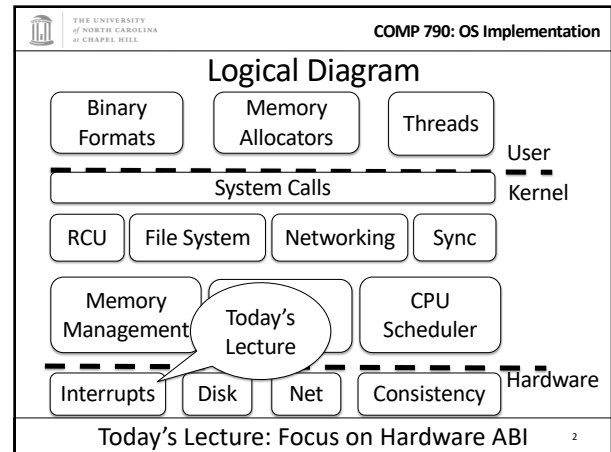 THE UNIVERSITY
of NORTH CAROLINA
at CHAPEL HILL
COMP 790: OS Implementation
Logical Diagram
Binary
Formats
Memory
Allocators
Threads
User
System Calls
Kernel
RCU
File System
Networking
Sync
Memory
Management
Today's
Lecture
CPU
Scheduler
Hardware
Interrupts
Disk
Net
Consistency
Today's Lecture: Focus on Hardware ABI
2